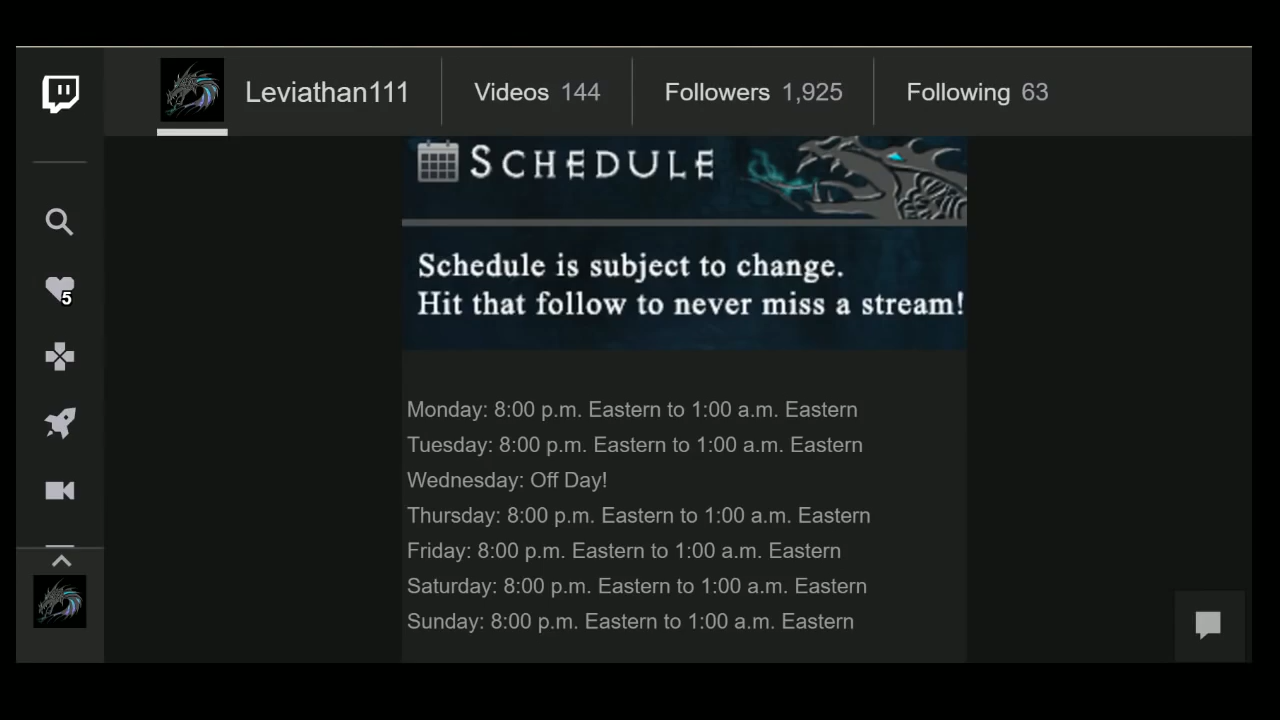 Leviathan111 Videos 144 Followers 1,925 Following 63
SCHEDULE
Schedule is subject to change.
Hit that follow to never miss a stream!
5
Monday: 8:00 p.m. Eastern to 1:00 a.m. Eastern
Tuesday: 8:00 p.m. Eastern to 1:00 a.m. Eastern
Wednesday: Off Day!
Thursday: 8:00 p.m. Eastern to 1:00 a.m. Eastern
Friday: 8:00 p.m. Eastern to 1:00 a.m. Eastern
Saturday: 8:00 p.m. Eastern to 1:00 a.m. Eastern
Sunday: 8:00 p.m. Eastern to 1:00 a.m. Eastern